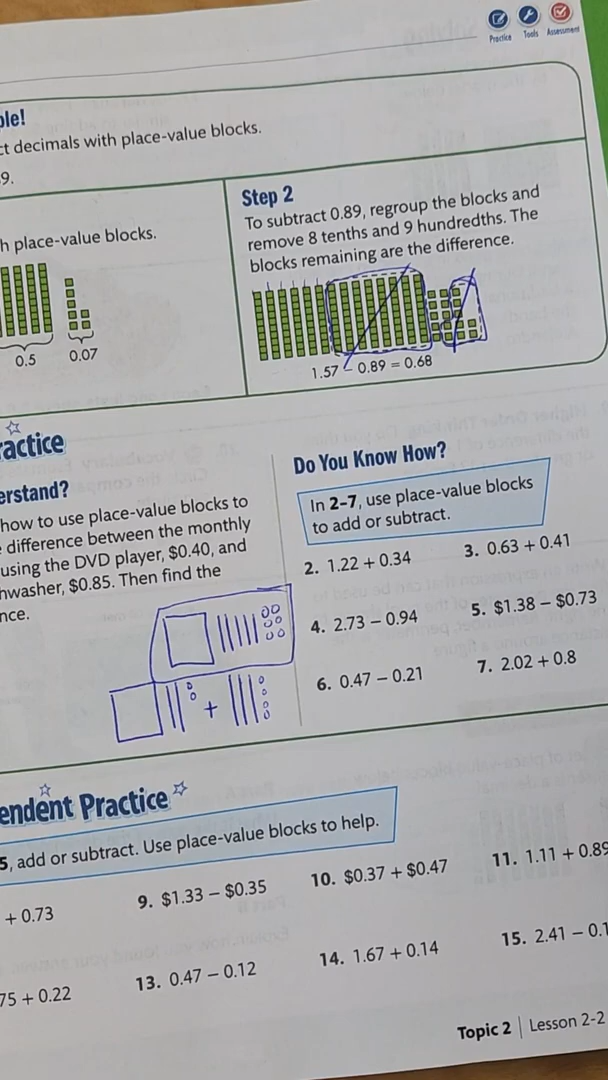 Practice Tools Assessment
ct decimals with place-value blocks.
9.
h place-value blocks.
0.5 0.07
Step 2
To subtract 0.89, regroup the blocks and
remove 8 tenths and 9 hundredths. The
blocks remaining are the difference.
1.57 – 0.89 = 0.68
ractice
erstand?
how to use place-value blocks to
difference between the monthly
using the DVD player, $0.40, and
hwasher, $0.85. Then find the
nce.
+
Do You Know How?
In 2–7, use place-value blocks
to add or subtract.
2. 1.22 + 0.34 3. 0.63 + 0.41
4. 2.73 – 0.94 5. $1.38 – $0.73
6. 0.47 – 0.21 7. 2.02 + 0.8
endent Practice
5, add or subtract. Use place-value blocks to help.
+ 0.73 9. $1.33 – $0.35 10. $0.37 + $0.47 11. 1.11 + 0.89
75 + 0.22 13. 0.47 – 0.12 14. 1.67 + 0.14 15. 2.41 – 0.1
Topic 2 | Lesson 2-2